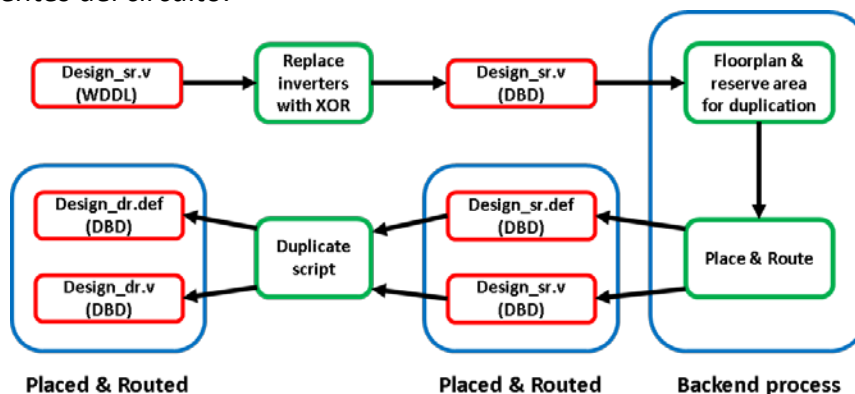 Design_sr.v
(WDDL)
Replace
inverters
with XOR
Design_sr.v
(DBD)
Floorplan &
reserve area
for duplication
Design_dr.def
(DBD)
Duplicate
script
Design_sr.def
(DBD)
Place & Route
Design_dr.v
(DBD)
Design_sr.v
(DBD)
Placed & Routed
Placed & Routed
Backend process